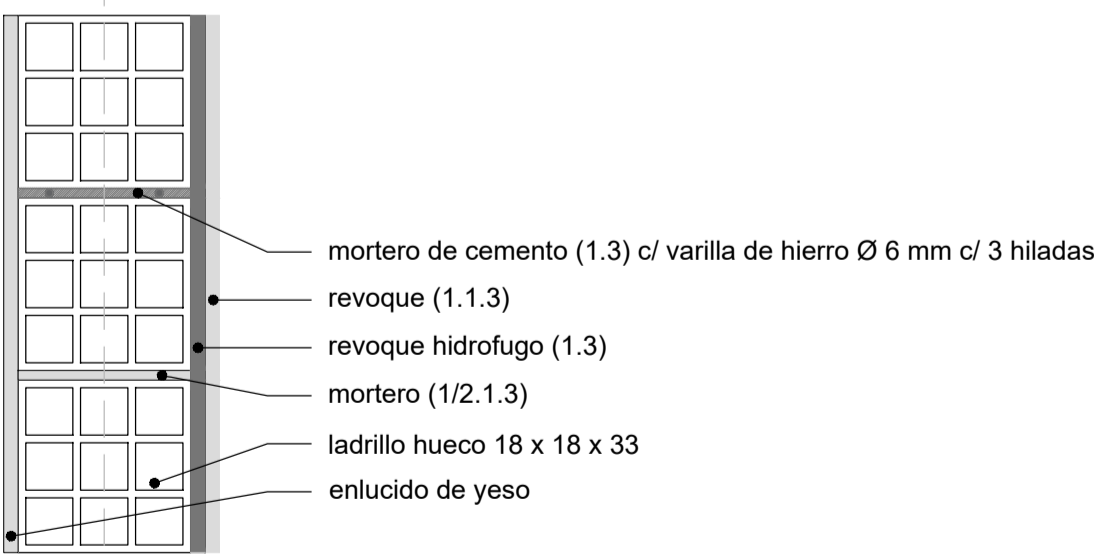 mortero de cemento (1.3) c/ varilla de hierro Ø 6 mm c/ 3 hiladas
revoque (1.1.3)
revoque hidrofugo (1.3)
mortero (1/2.1.3)
ladrillo hueco 18 x 18 x 33
enlucido de yeso